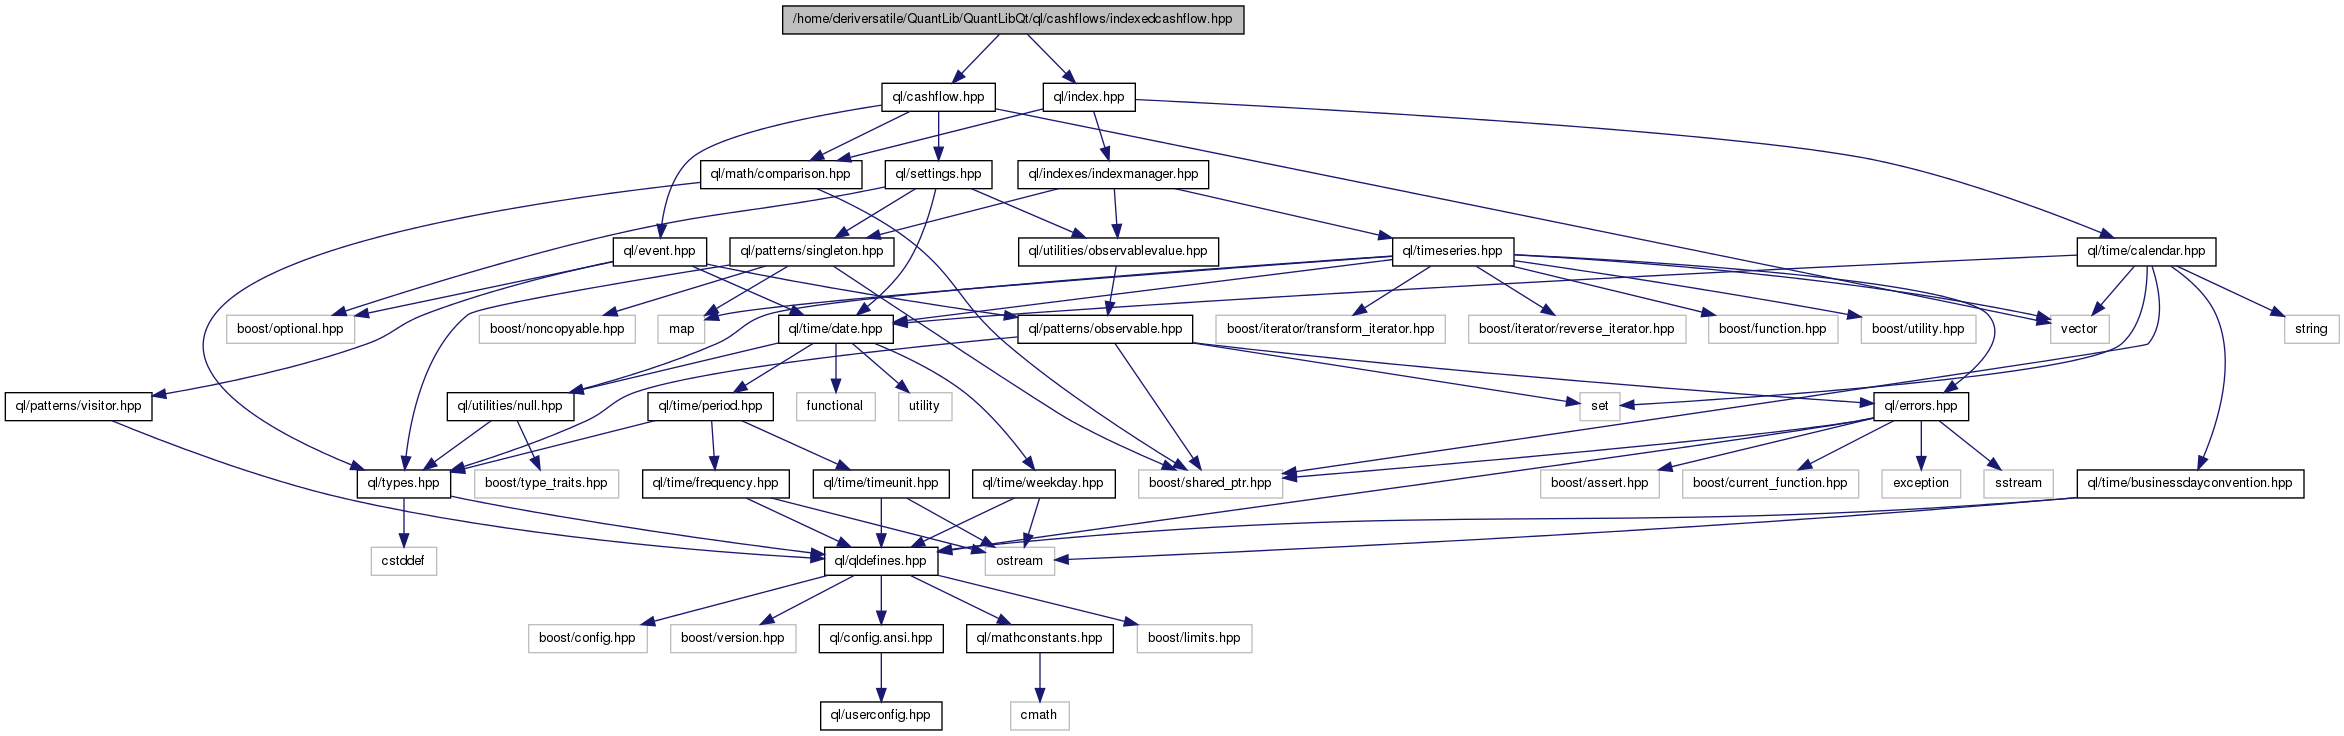 /home/deriversatile/QuantLib/QuantLibQt/ql/cashflows/indexedcashflow.hpp
ql/cashflow.hpp
ql/index.hpp
ql/math/comparison.hpp
ql/settings.hpp
ql/indexes/indexmanager.hpp
ql/event.hpp
ql/patterns/singleton.hpp
ql/utilities/observablevalue.hpp
ql/timeseries.hpp
ql/time/calendar.hpp
boost/optional.hpp
boost/noncopyable.hpp
map
ql/time/date.hpp
ql/patterns/observable.hpp
boost/iterator/transform_iterator.hpp
boost/iterator/reverse_iterator.hpp
boost/function.hpp
boost/utility.hpp
vector
string
ql/patterns/visitor.hpp
ql/utilities/null.hpp
ql/time/period.hpp
functional
utility
set
ql/errors.hpp
ql/types.hpp
boost/type_traits.hpp
ql/time/frequency.hpp
ql/time/timeunit.hpp
ql/time/weekday.hpp
boost/shared_ptr.hpp
boost/assert.hpp
boost/current_function.hpp
exception
sstream
ql/time/businessdayconvention.hpp
cstddef
ql/qldefines.hpp
ostream
boost/config.hpp
boost/version.hpp
ql/config.ansi.hpp
ql/mathconstants.hpp
boost/limits.hpp
ql/userconfig.hpp
cmath